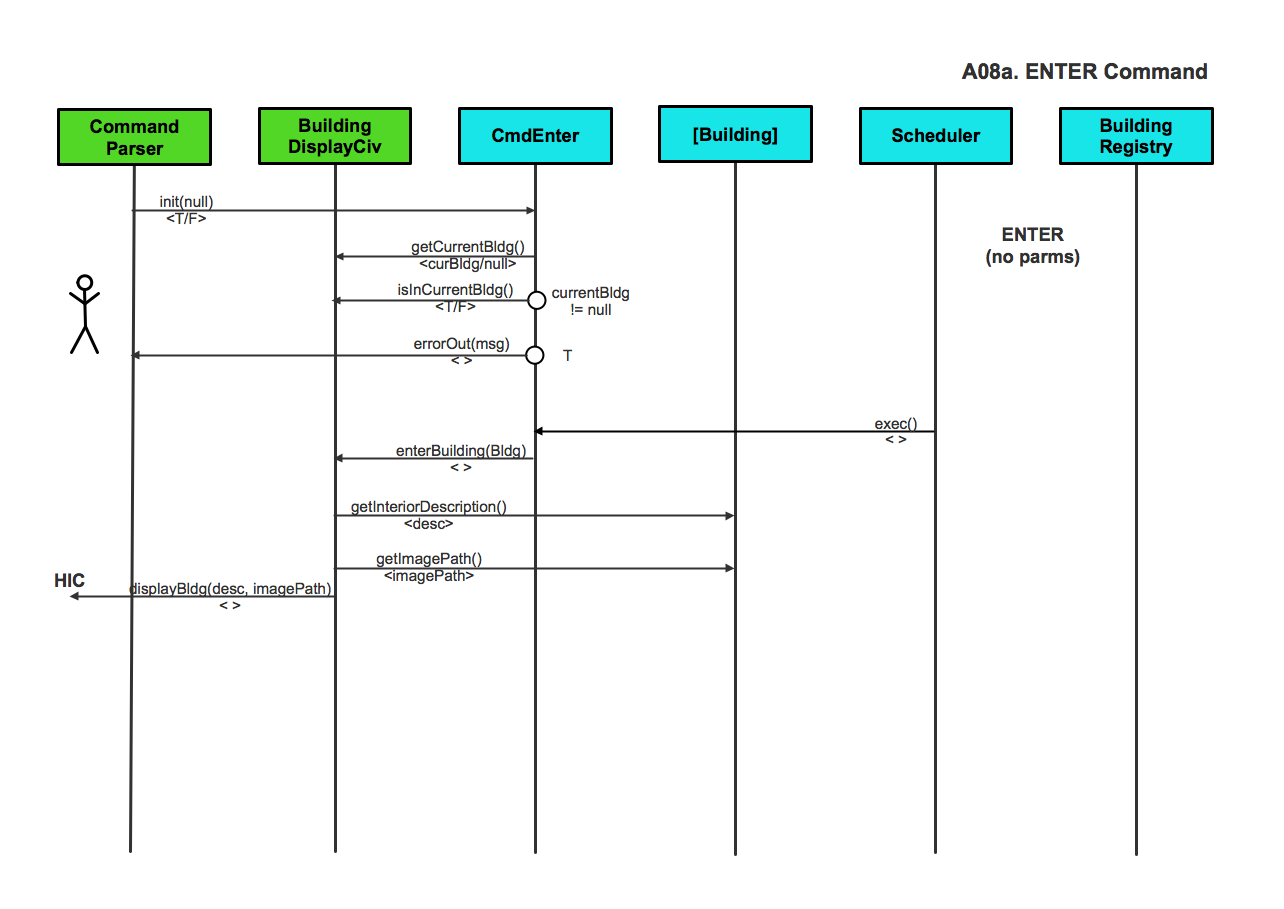 A08a. ENTER Command
Command
Parser
Building
DisplayCiv
CmdEnter
[Building]
Scheduler
Building
Registry
init(null)
<T/F>
ENTER
(no parms)
getCurrentBldg()
<curBldg/null>
isInCurrentBldg()
<T/F>
currentBldg
!= null
errorOut(msg)
< >
T
exec()
< >
enterBuilding(Bldg)
< >
getInteriorDescription()
<desc>
getImagePath()
<imagePath>
HIC
displayBldg(desc, imagePath)
< >